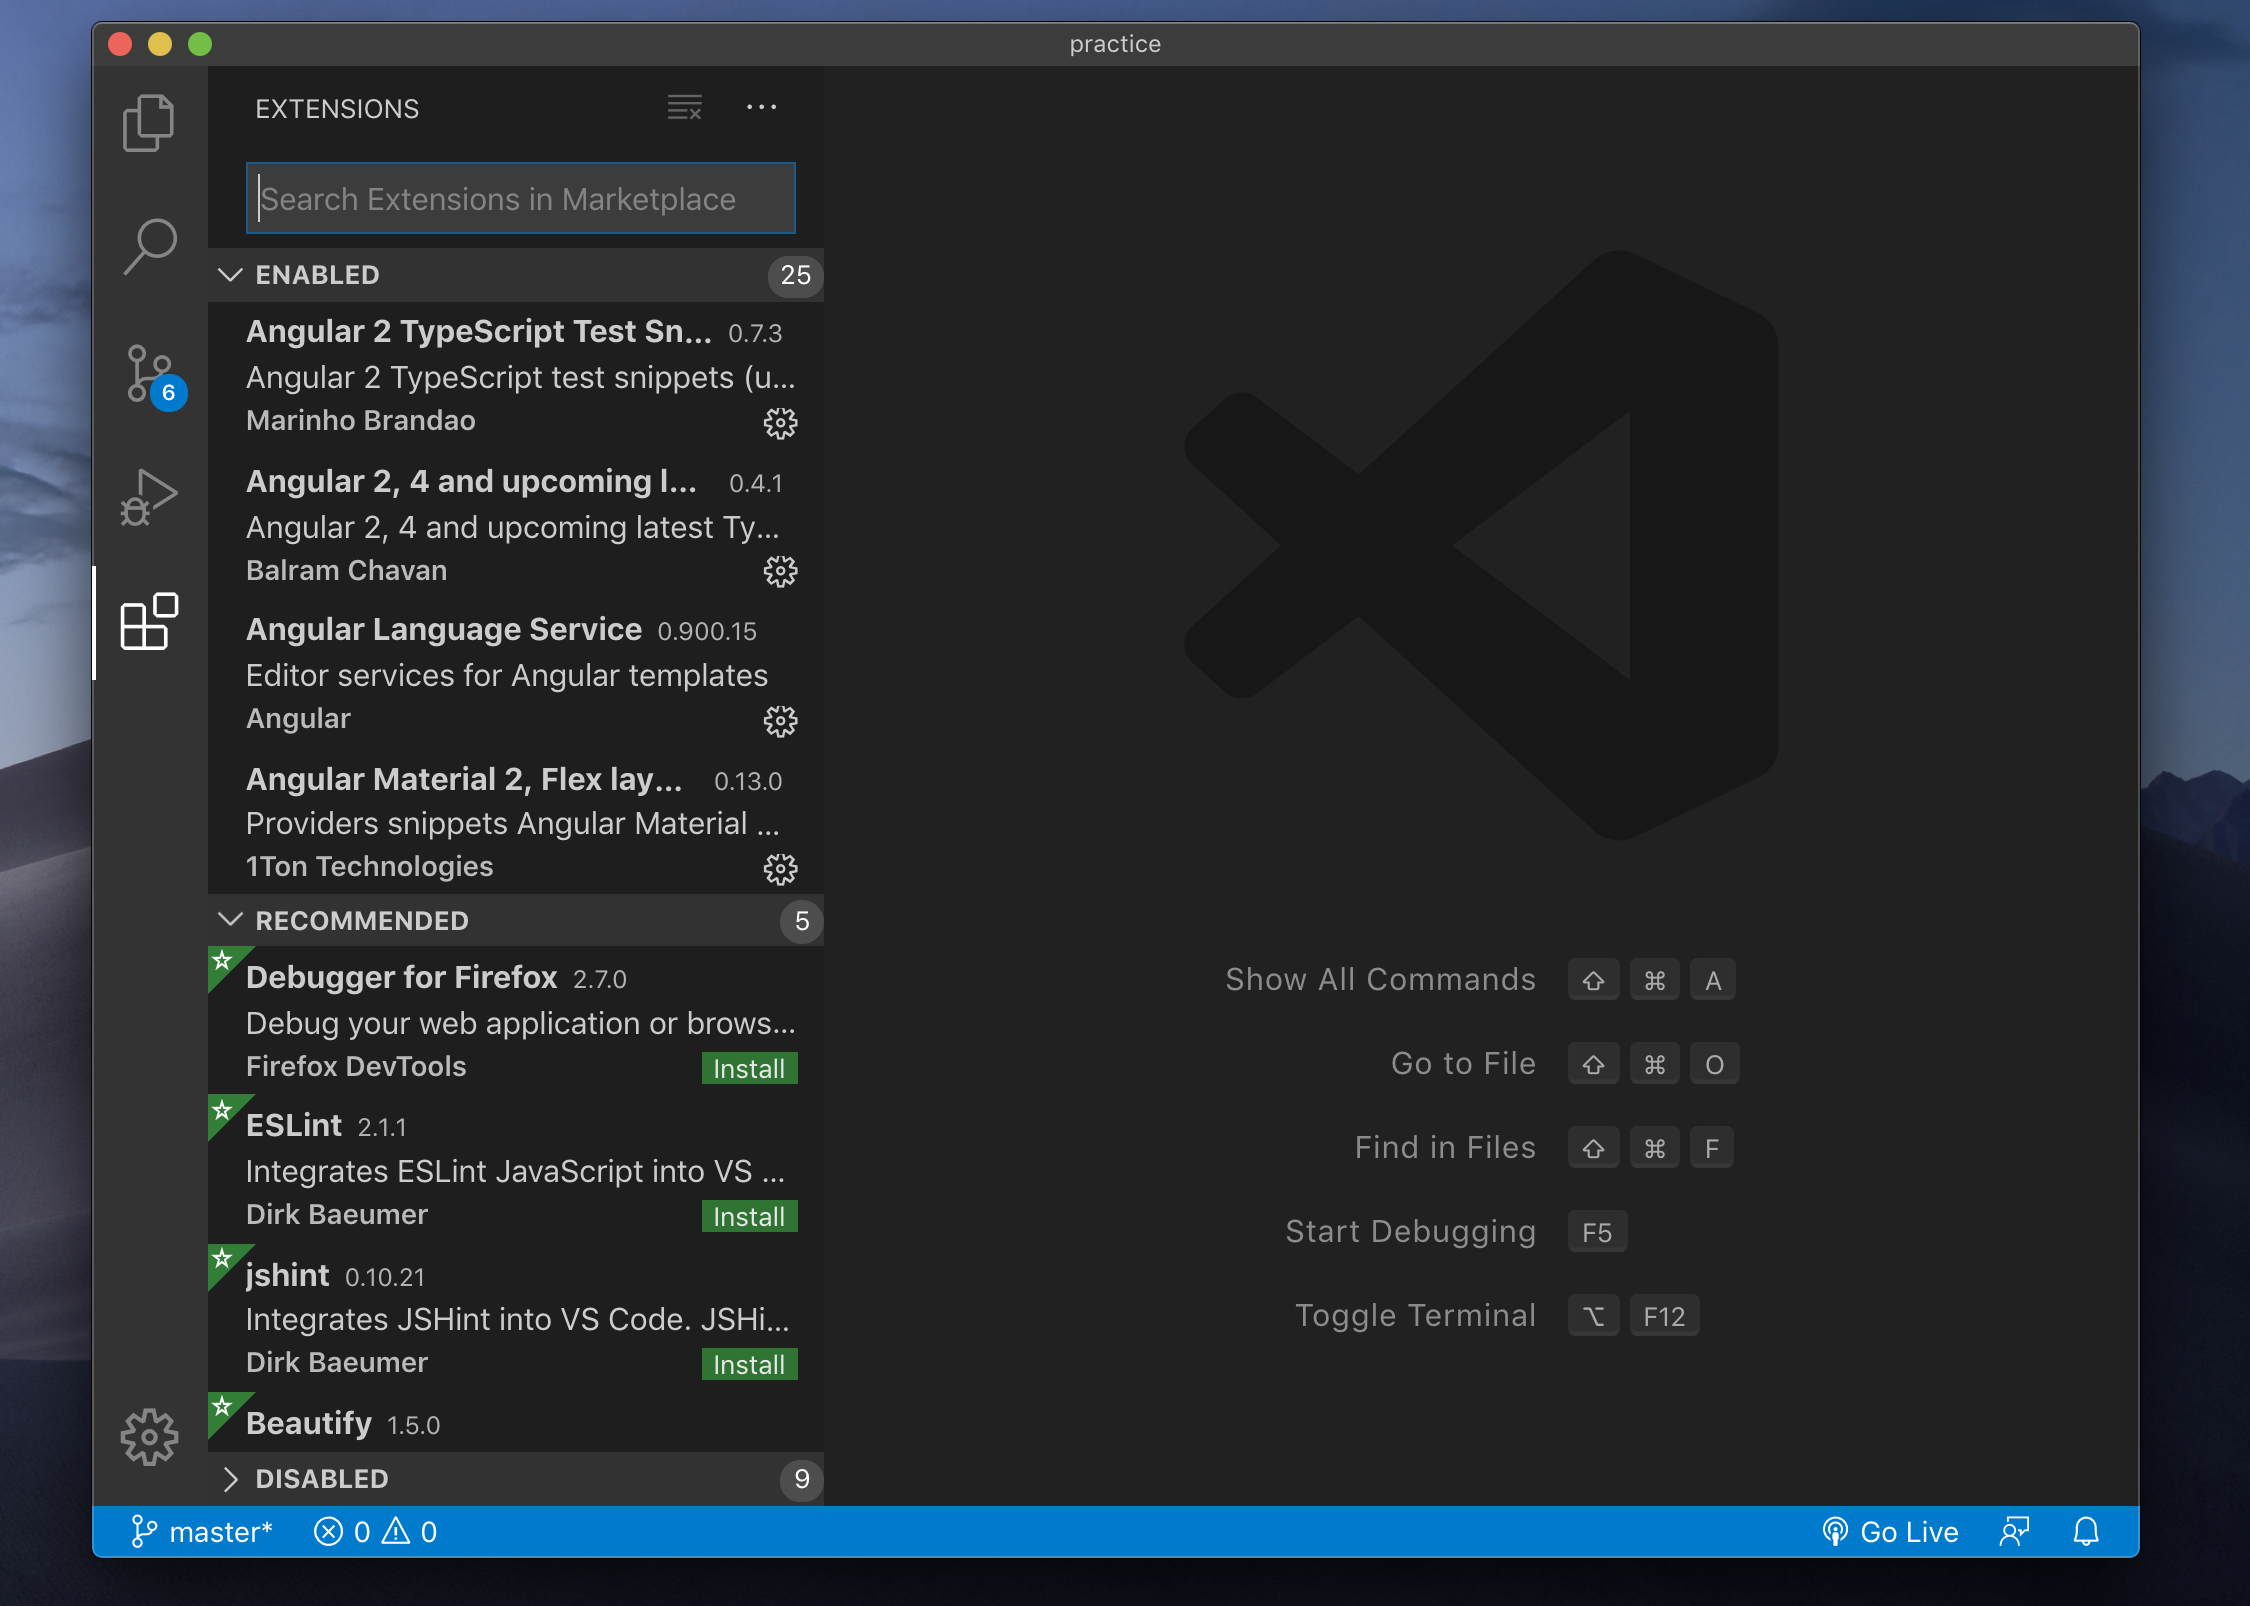 practice
EXTENSIONS
Search Extensions in Marketplace
ENABLED 25
Angular 2 TypeScript Test Sn... 0.7.3
Angular 2 TypeScript test snippets (u...
Marinho Brandao
6
Angular 2, 4 and upcoming l... 0.4.1
Angular 2, 4 and upcoming latest Ty...
Balram Chavan
Angular Language Service 0.900.15
Editor services for Angular templates
Angular
Angular Material 2, Flex lay... 0.13.0
Providers snippets Angular Material ...
1Ton Technologies
RECOMMENDED 5
Debugger for Firefox 2.7.0
Debug your web application or brows...
Firefox DevTools Install
ESLint 2.1.1
Integrates ESLint JavaScript into VS ...
Dirk Baeumer Install
jshint 0.10.21
Integrates JSHint into VS Code. JSHi...
Dirk Baeumer Install
Beautify 1.5.0
DISABLED 9
Show All Commands ⇧ ⌘ A
Go to File ⇧ ⌘ O
Find in Files ⇧ ⌘ F
Start Debugging F5
Toggle Terminal ⌥ F12
master* 0 0 Go Live